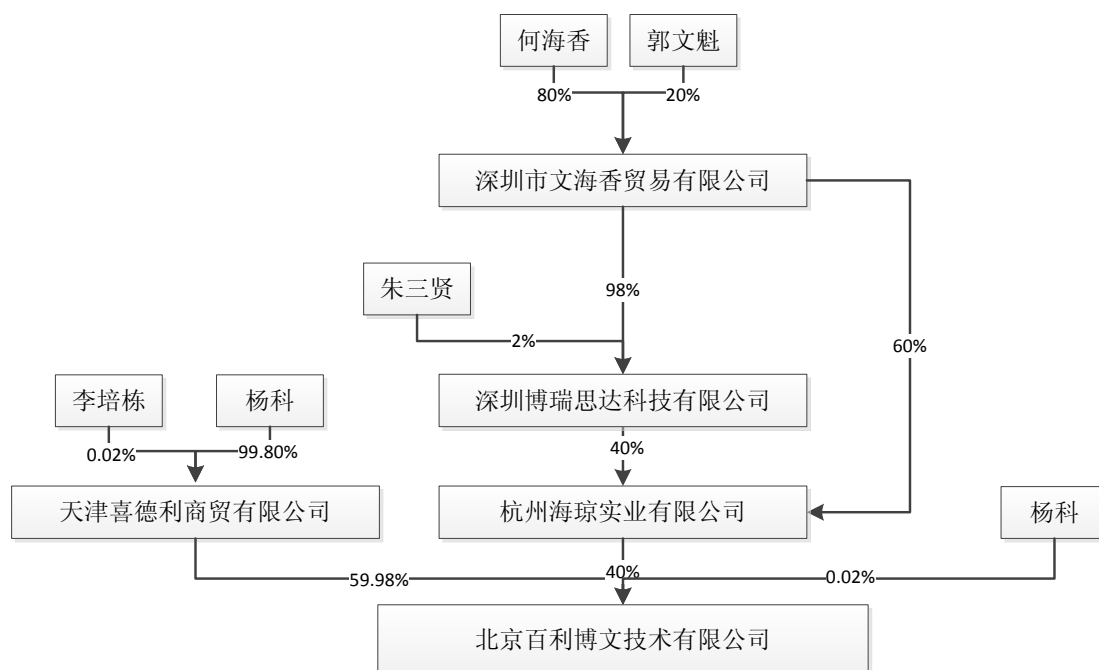 何海香
郭文魁
80%
20%
深圳市文海香贸易有限公司
朱三贤
98%
2%
60%
李培栋
杨科
深圳博瑞思达科技有限公司
0.02%
99.80%
40%
天津喜德利商贸有限公司
杭州海琼实业有限公司
杨科
59.98%
40%
0.02%
北京百利博文技术有限公司